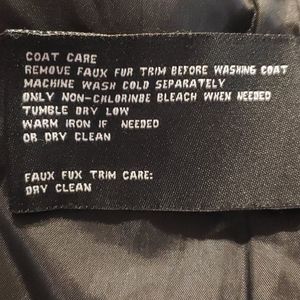 COAT CARE
REMOVE FAUX FUR TRIM BEFORE WASHING COAT
MACHINE WASH COLD SEPARATELY
ONLY NON-CHLORINBE BLEACH WHEN NEEDED
TUMBLE DRY LOW
WARM IRON IF NEEDED
OR DRY CLEAN
FAUX FUX TRIM CARE:
DRY CLEAN